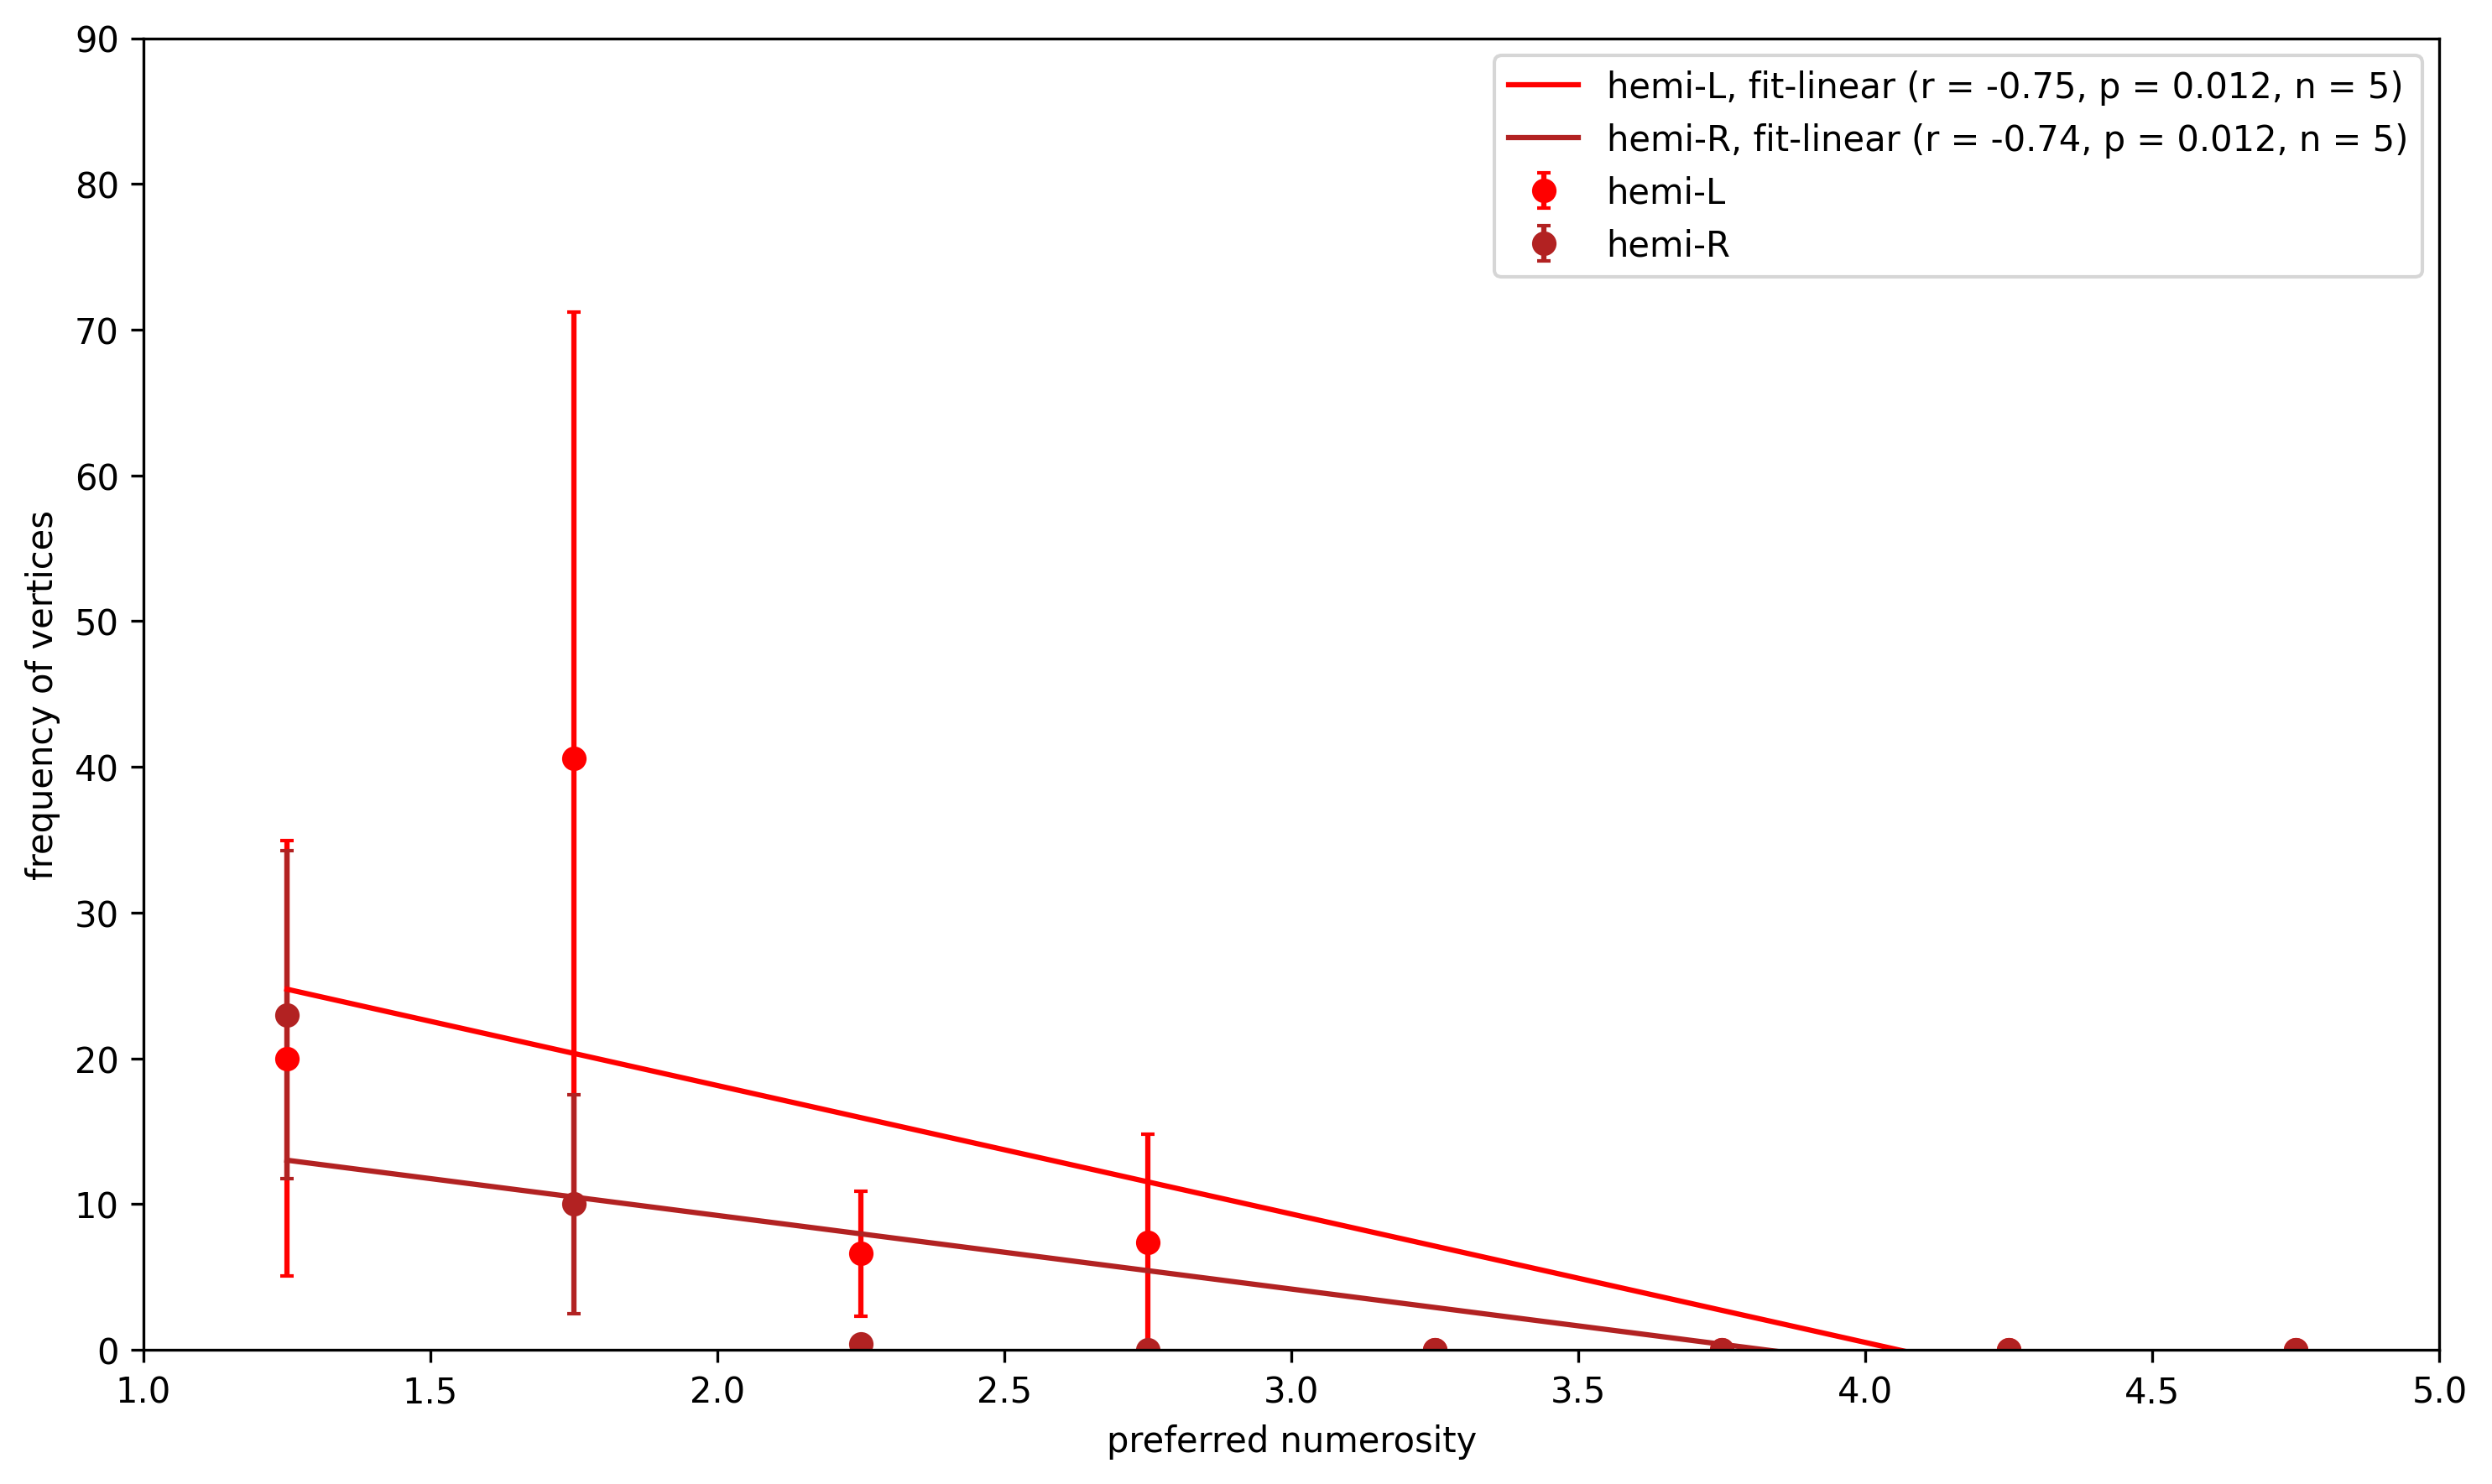 90
80
70
60
50
40
30
20
10
0
frequency of vertices
hemi-L, fit-linear (r = -0.75, p = 0.012, n = 5)
hemi-R, fit-linear (r = -0.74, p = 0.012, n = 5)
hemi-L
hemi-R
1.0 1.5 2.0 2.5 3.0 3.5 4.0 4.5 5.0
preferred numerosity